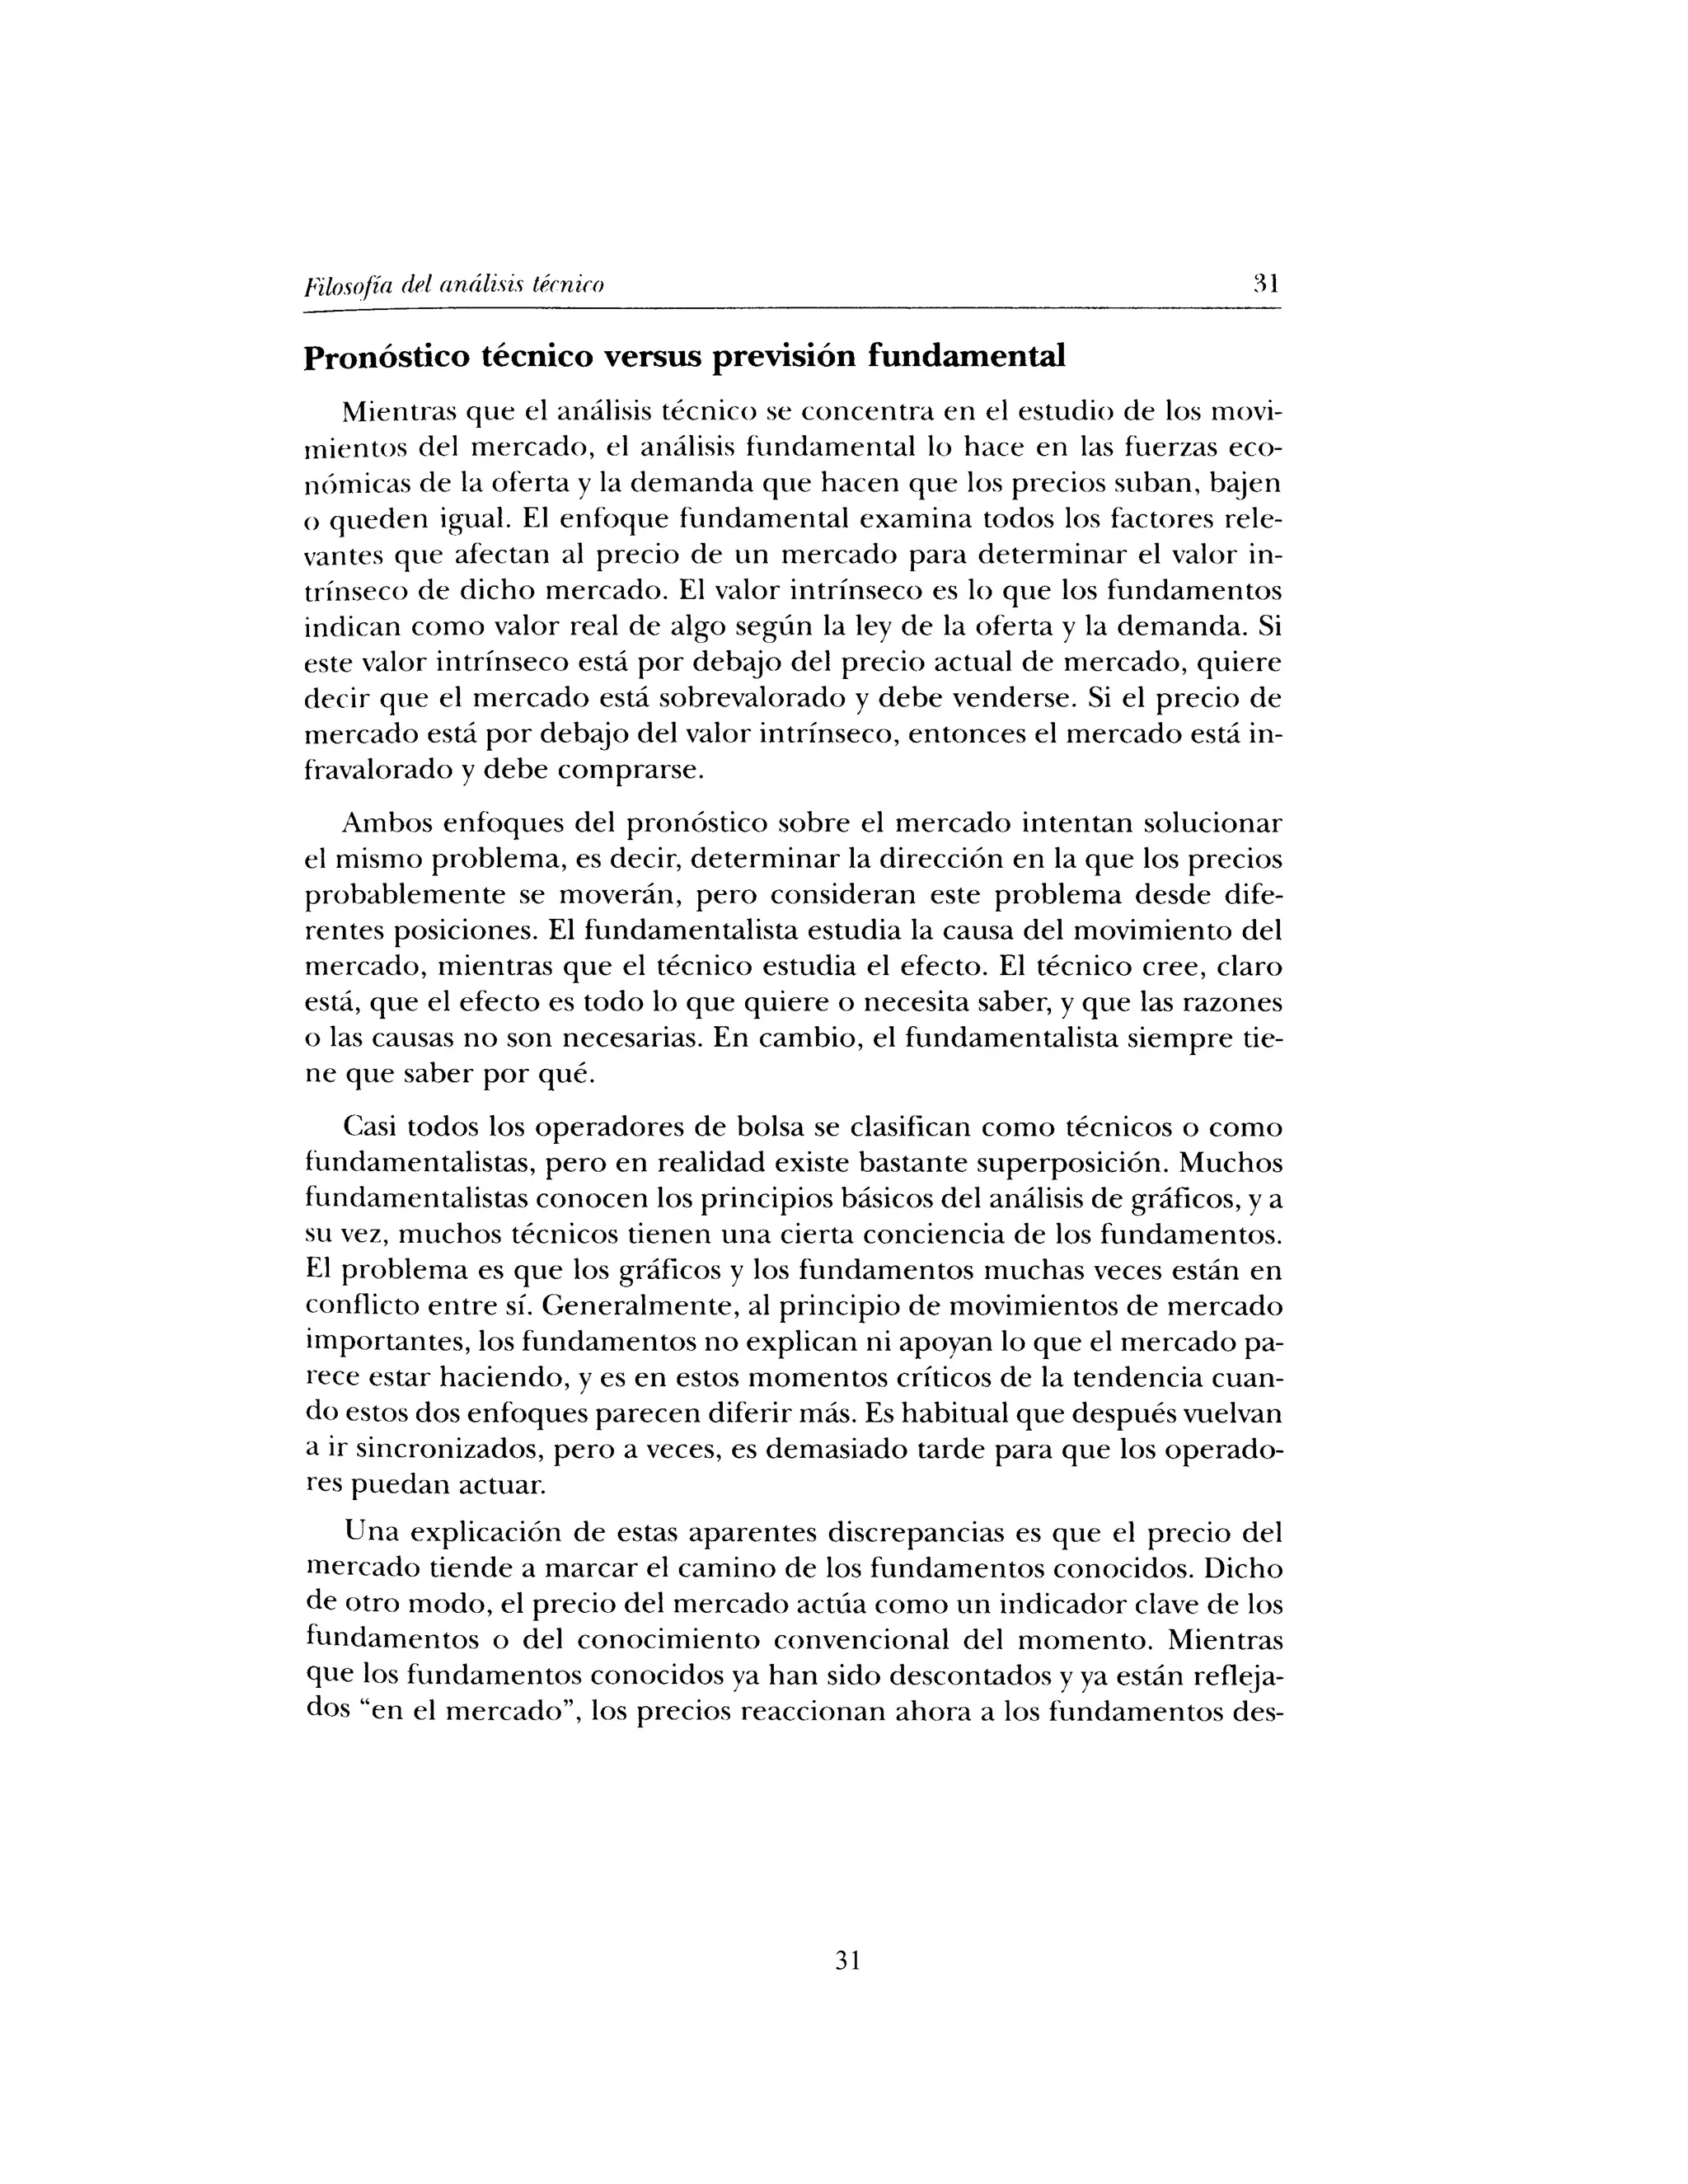 Filosofía del análisis técnico 31
Pronóstico técnico versus previsión fundamental
Mientras que el análisis técnico se concentra en el estudio de los movi-
mientos del mercado, el análisis fundamental lo hace en las fuerzas eco-
nómicas de la oferta y la demanda que hacen que los precios suban, bajen
o queden igual. El enfoque fundamental examina todos los factores rele-
vantes que afectan al precio de un mercado para determinar el valor in-
trínseco de dicho mercado. El valor intrínseco es lo que los fundamentos
indican como valor real de algo según la ley de la oferta y la demanda. Si
este valor intrínseco está por debajo del precio actual de mercado, quiere
decir que el mercado está sobrevalorado y debe venderse. Si el precio de
mercado está por debajo del valor intrínseco, entonces el mercado está in-
fravalorado y debe comprarse.
Ambos enfoques del pronóstico sobre el mercado intentan solucionar
el mismo problema, es decir, determinar la dirección en la que los precios
probablemente se moverán, pero consideran este problema desde dife-
rentes posiciones. El fundamentalista estudia la causa del movimiento del
mercado, mientras que el técnico estudia el efecto. El técnico cree, claro
está, que el efecto es todo lo que quiere o necesita saber, y que las razones
o las causas no son necesarias. En cambio, el fundamentalista siempre tie-
ne que saber por qué.
Casi todos los operadores de bolsa se clasifican como técnicos o como
fundamentalistas, pero en realidad existe bastante superposición. Muchos
fundamentalistas conocen los principios básicos del análisis de gráficos, y a
su vez, muchos técnicos tienen una cierta conciencia de los fundamentos.
El problema es que los gráficos y los fundamentos muchas veces están en
conflicto entre sí. Generalmente, al principio de movimientos de mercado
importantes, los fundamentos no explican ni apoyan lo que el mercado pa-
rece estar haciendo, y es en estos momentos críticos de la tendencia cuan-
do estos dos enfoques parecen diferir más. Es habitual que después vuelvan
a ir sincronizados, pero a veces, es demasiado tarde para que los operado-
res puedan actuar.
Una explicación de estas aparentes discrepancias es que el precio del
mercado tiende a marcar el camino de los fundamentos conocidos. Dicho
de otro modo, el precio del mercado actúa como un indicador clave de los
fundamentos o del conocimiento convencional del momento. Mientras
que los fundamentos conocidos ya han sido descontados y ya están refleja-
dos “en el mercado”, los precios reaccionan ahora a los fundamentos des-
31